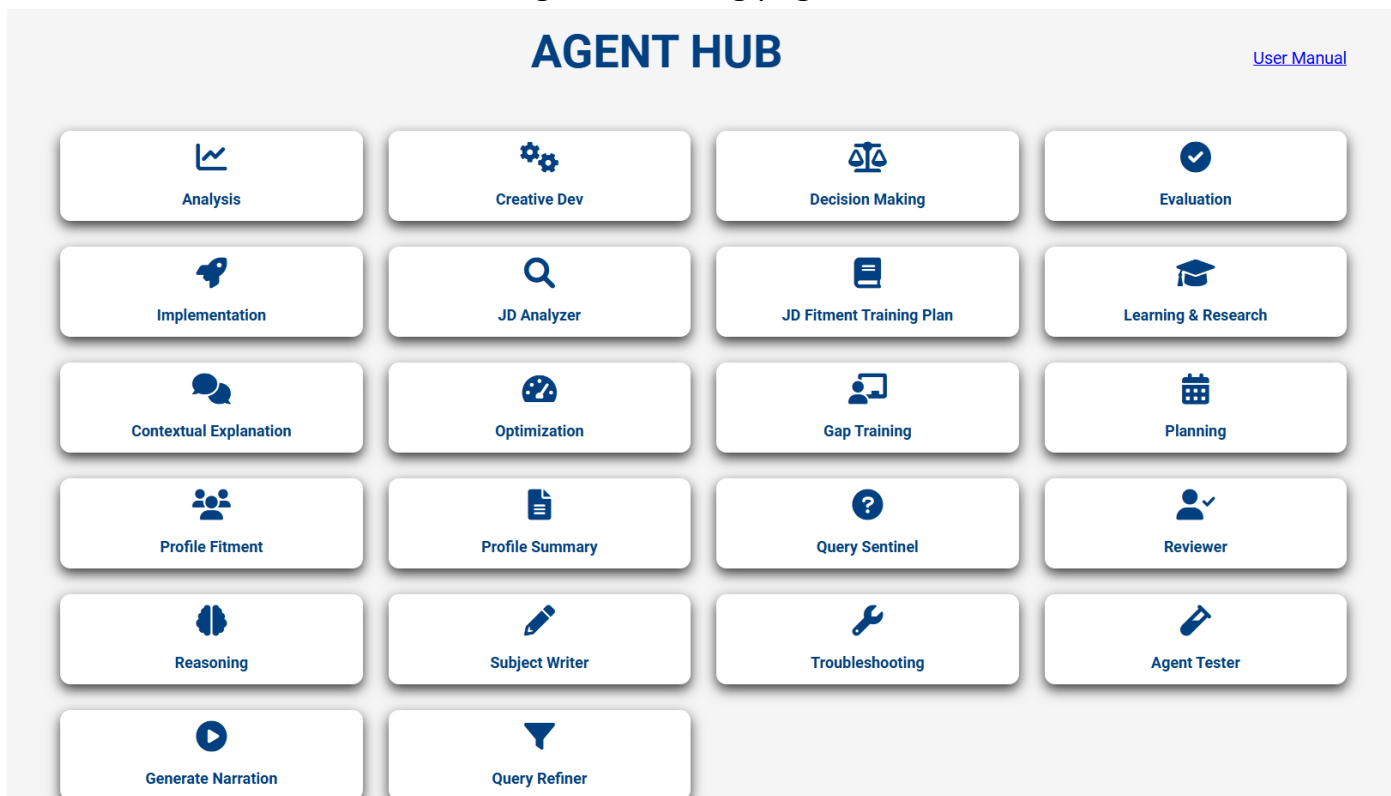 AGENT HUB
User Manual
Analysis
Creative Dev
Decision Making
Evaluation
Implementation
JD Analyzer
JD Fitment Training Plan
Learning & Research
Contextual Explanation
Optimization
Gap Training
Planning
Profile Fitment
Profile Summary
Query Sentinel
Reviewer
Reasoning
Subject Writer
Troubleshooting
Agent Tester
Generate Narration
Query Refiner